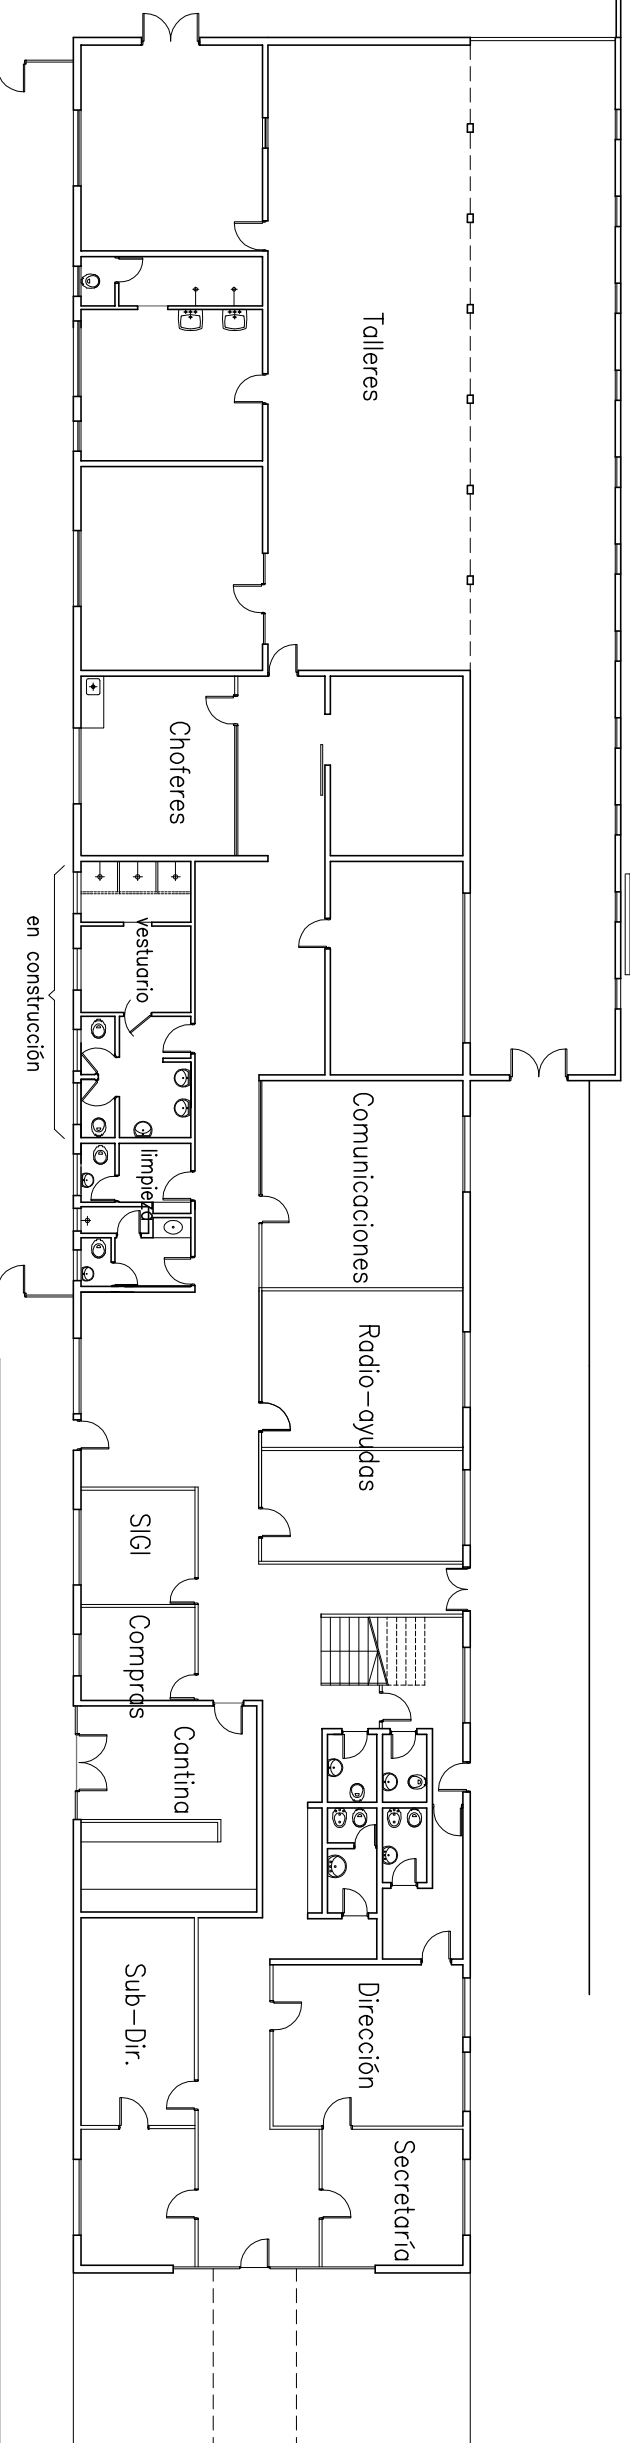 Talleres
Choferes
vestuario
en construcción
limpieza
Comunicaciones
Radio-ayudas
SIGI
Compras
Cantina
Sub-Dir.
Dirección
Secretaría